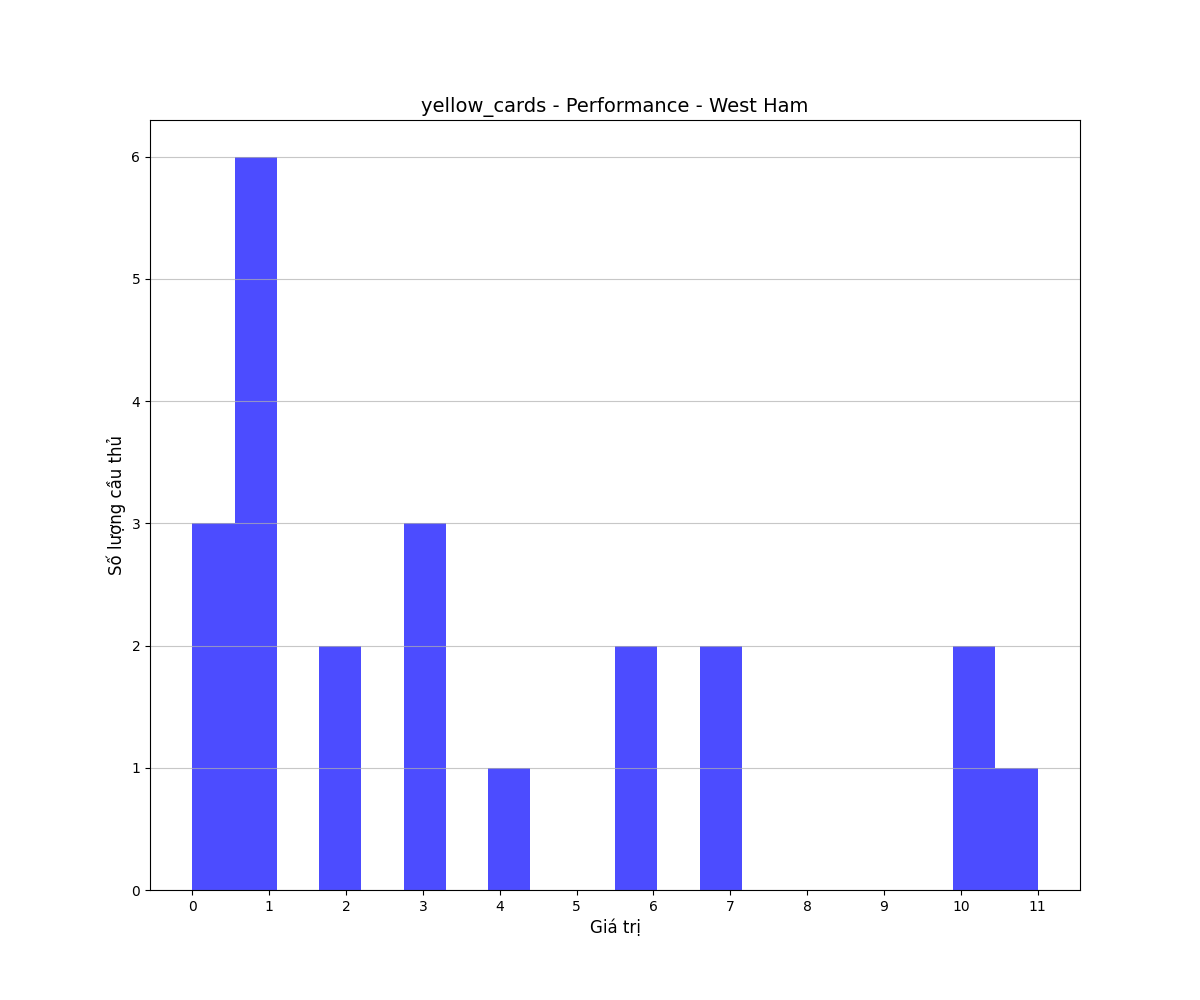 yellow_cards - Performance - West Ham
6
5
4
3
2
1
0
Số lượng cầu thủ
0 1 2 3 4 5 6 7 8 9 10 11
Giá trị